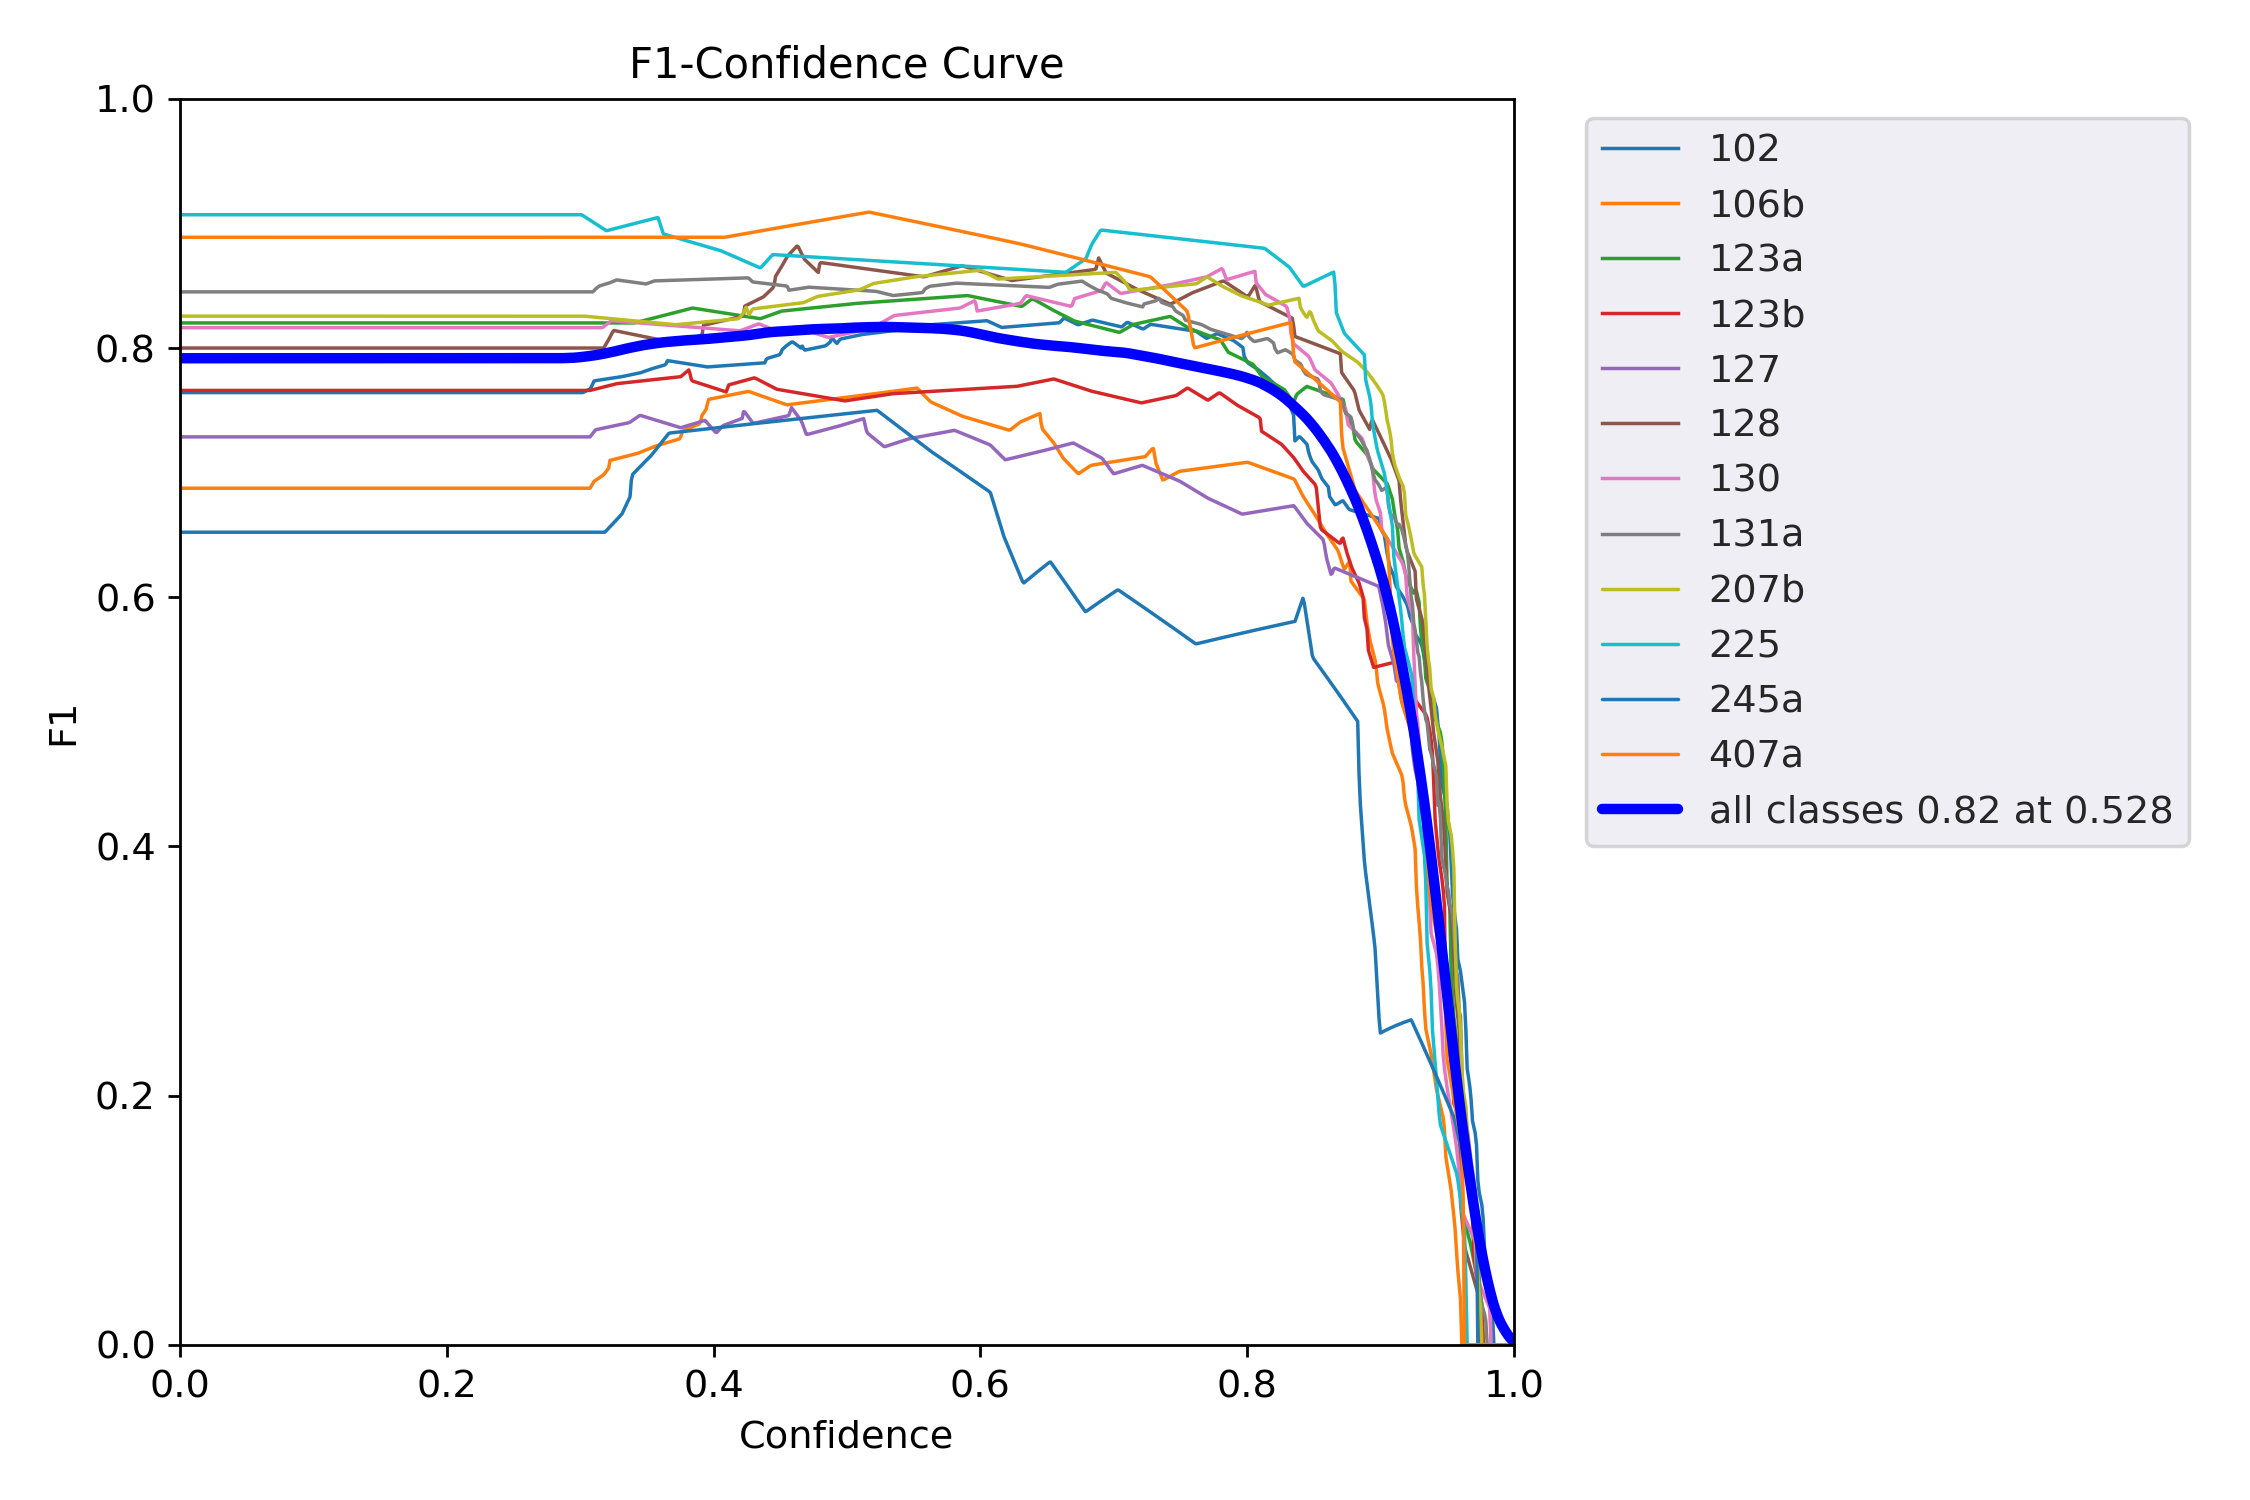 F1-Confidence Curve
1.0
0.8
0.6
0.4
0.2
0.0
F1
0.0 0.2 0.4 0.6 0.8 1.0
Confidence
102
106b
123a
123b
127
128
130
131a
207b
225
245a
407a
all classes 0.82 at 0.528